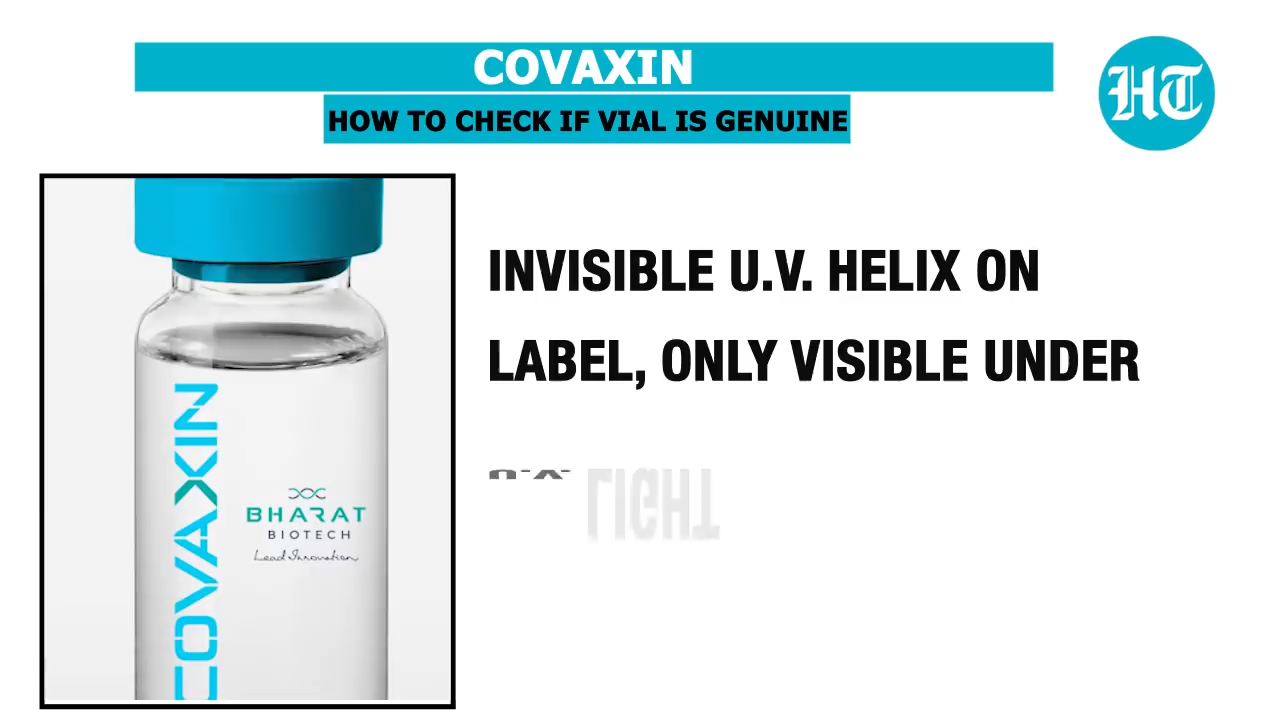 COVAXIN
HT
HOW TO CHECK IF VIAL IS GENUINE
INVISIBLE U.V. HELIX ON
LABEL, ONLY VISIBLE UNDER
LIGHT
COVAXIN
BHARAT
BIOTECH
Lead Innovation